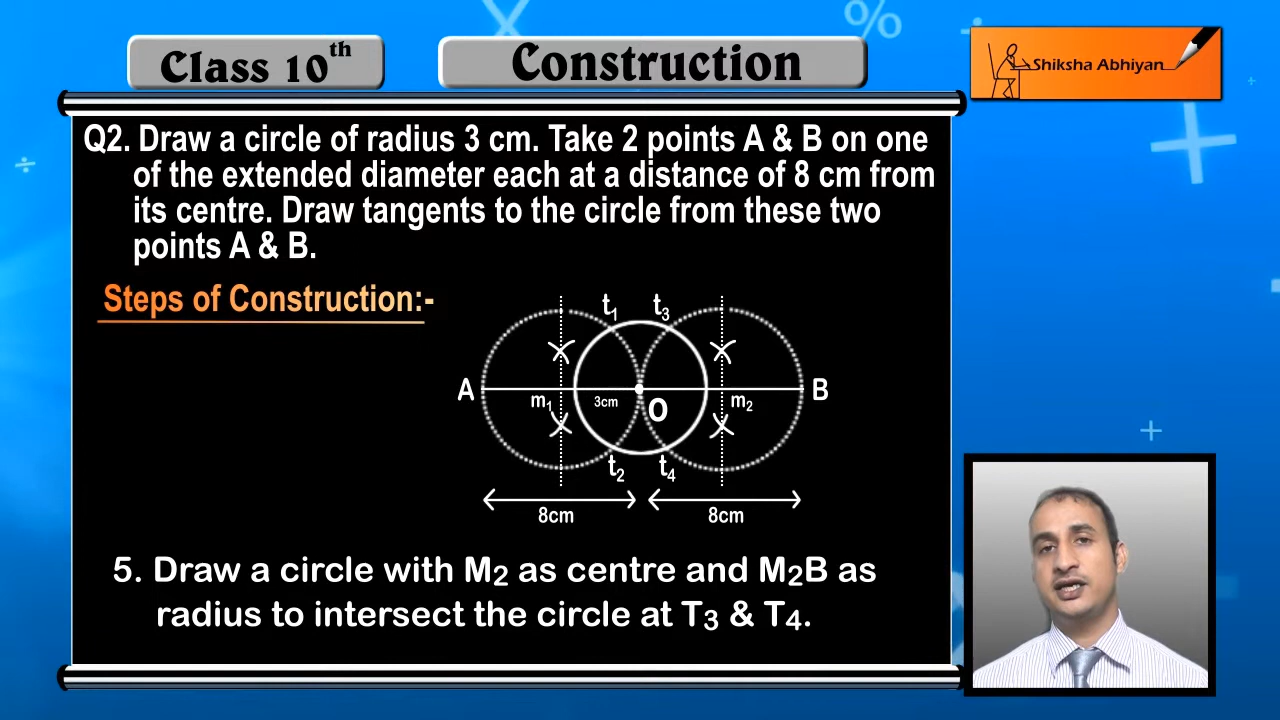 Class 10th
Construction
Shiksha Abhiyan
Q2. Draw a circle of radius 3 cm. Take 2 points A & B on one
of the extended diameter each at a distance of 8 cm from
its centre. Draw tangents to the circle from these two
points A & B.
Steps of Construction:-
t1 t3
A m1 3cm O m2 B
t2 t4
8cm 8cm
5. Draw a circle with M2 as centre and M2B as
radius to intersect the circle at T3 & T4.